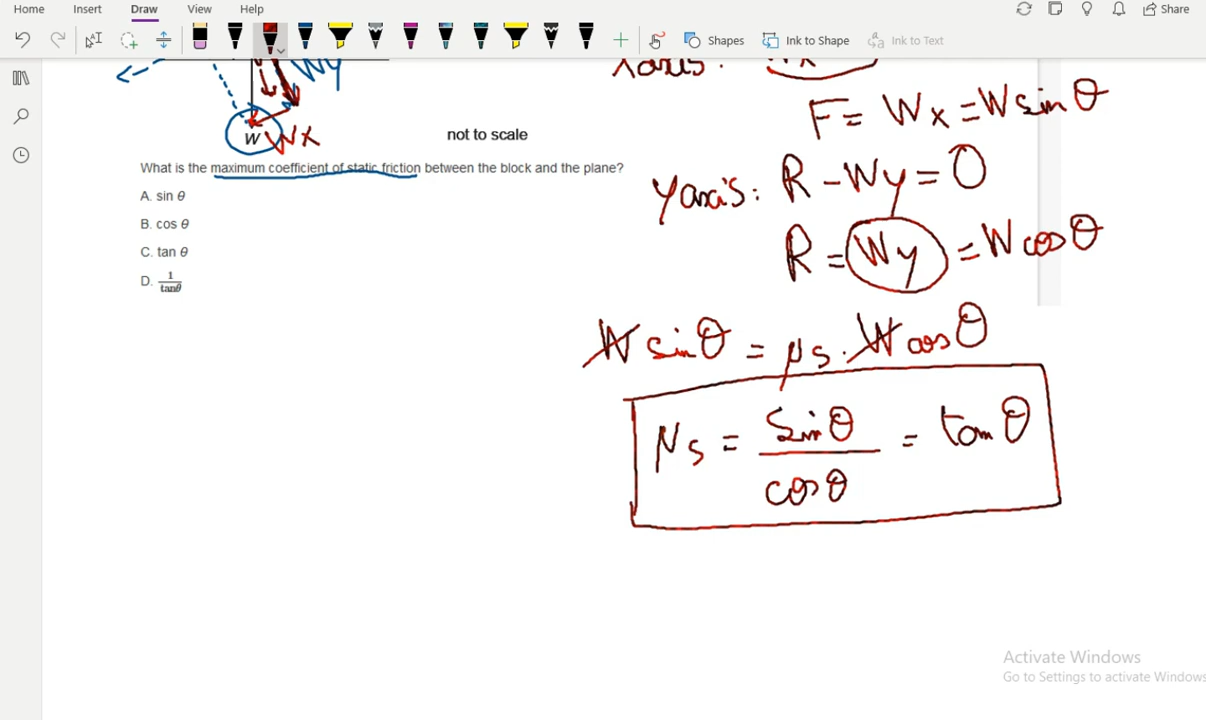 Home Insert Draw View Help Share
Shapes Ink to Shape Ink to Text
Wy
W Wx
not to scale
What is the maximum coefficient of static friction between the block and the plane?
A. sin θ
B. cos θ
C. tan θ
D. 1/tanθ
X axis:
F = Wx = W sin θ
Y axis: R - Wy = 0
R = Wy = W cos θ
W sin θ = μs . W cos θ
μs = sin θ / cos θ = tan θ
Activate Windows
Go to Settings to activate Windows